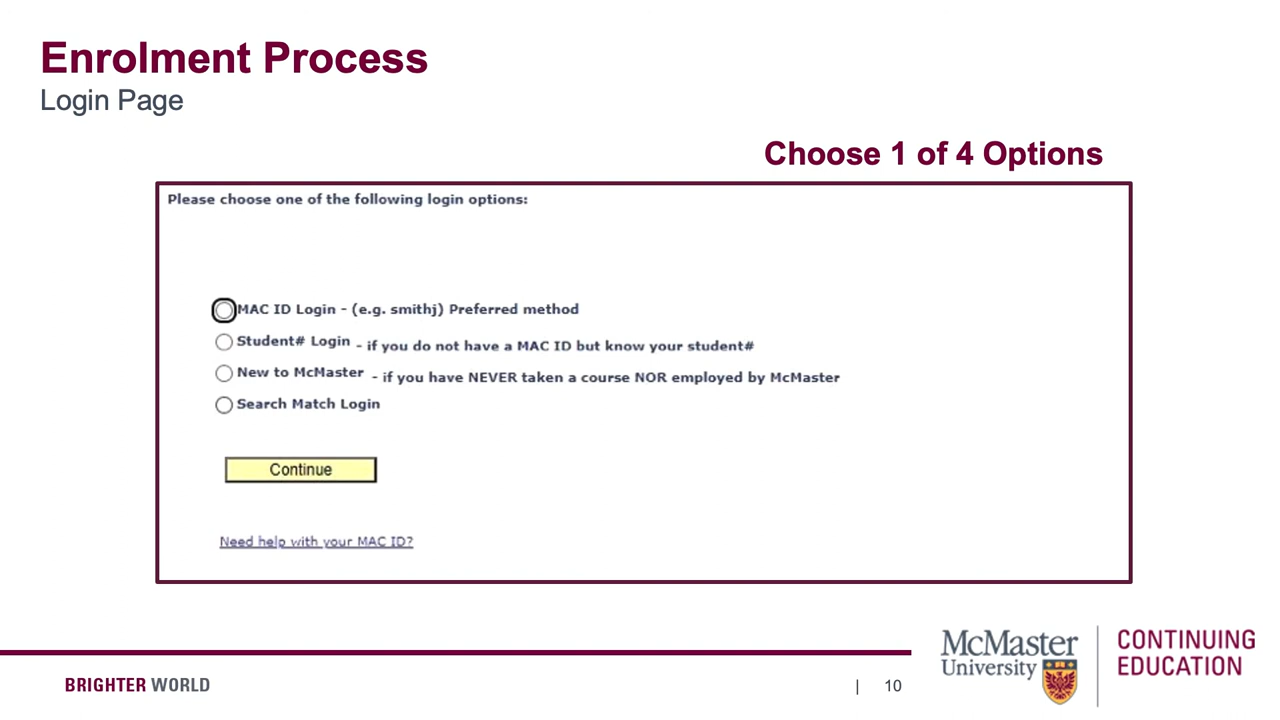 Enrolment Process
Login Page
Choose 1 of 4 Options
Please choose one of the following login options:
MAC ID Login - (e.g. smithj) Preferred method
Student# Login - if you do not have a MAC ID but know your student#
New to McMaster - if you have NEVER taken a course NOR employed by McMaster
Search Match Login
Continue
Need help with your MAC ID?
BRIGHTER WORLD
| 10
McMaster
University
CONTINUING
EDUCATION